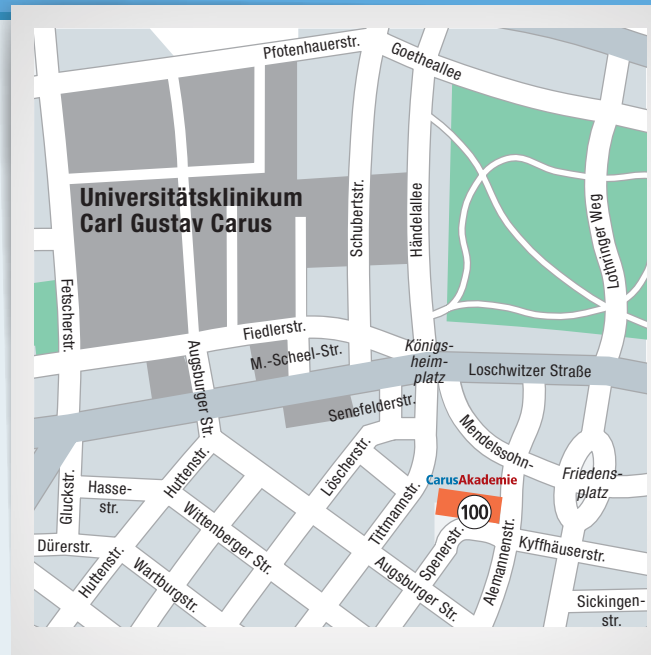 Pfotenhauerstr.
Goetheallee
Universitätsklinikum
Carl Gustav Carus
Schubertstr.
Händelallee
Lothringer Weg
Fetscherstr.
Fiedlerstr.
M.-Scheel-Str.
Augsburger Str.
Königs-
heim-
platz
Loschwitzer Straße
Senefelderstr.
Mendelssohn-
Löscherstr.
Huttenstr.
Gluckstr.
Hasse-
str.
Tittmannstr.
CarusAkademie
100
Friedens-
platz
Wittenberger Str.
Dürerstr.
Huttenstr.
Wartburgstr.
Augsburger Str.
Spenerstr.
Alemannenstr.
Kyffhäuserstr.
Sickingen-
str.